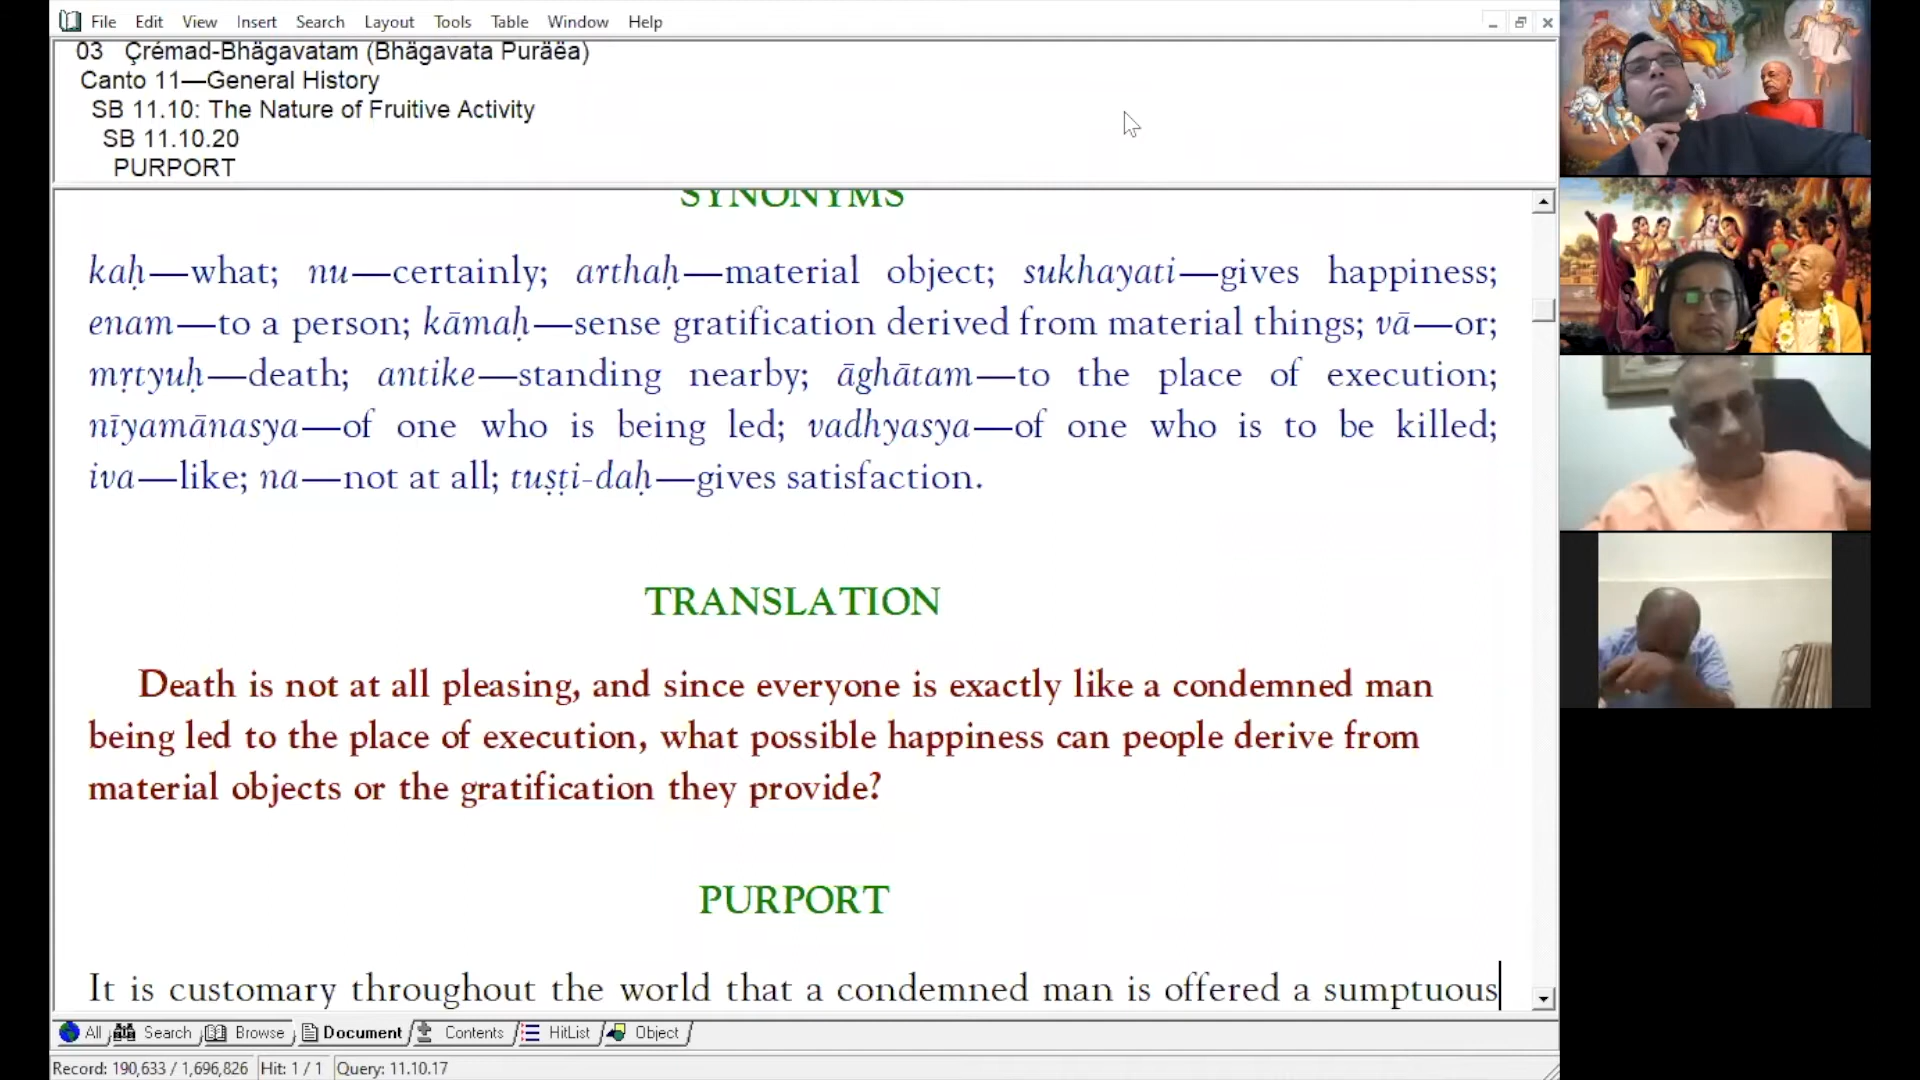 File Edit View Insert Search Layout Tools Table Window Help
03 Çrémad-Bhägavatam (Bhägavata Puräëa)
Canto 11—General History
SB 11.10: The Nature of Fruitive Activity
SB 11.10.20
PURPORT
SYNONYMS
kaḥ—what; nu—certainly; arthaḥ—material object; sukhayati—gives happiness;
enam—to a person; kāmaḥ—sense gratification derived from material things; vā—or;
mṛtyuḥ—death; antike—standing nearby; āghātam—to the place of execution;
nīyamānasya—of one who is being led; vadhyasya—of one who is to be killed;
iva—like; na—not at all; tuṣṭi-daḥ—gives satisfaction.
TRANSLATION
Death is not at all pleasing, and since everyone is exactly like a condemned man
being led to the place of execution, what possible happiness can people derive from
material objects or the gratification they provide?
PURPORT
It is customary throughout the world that a condemned man is offered a sumptuous
All Search Browse Document Contents HitList Object
Record: 190,633 / 1,696,826 Hit: 1 / 1 Query: 11.10.17